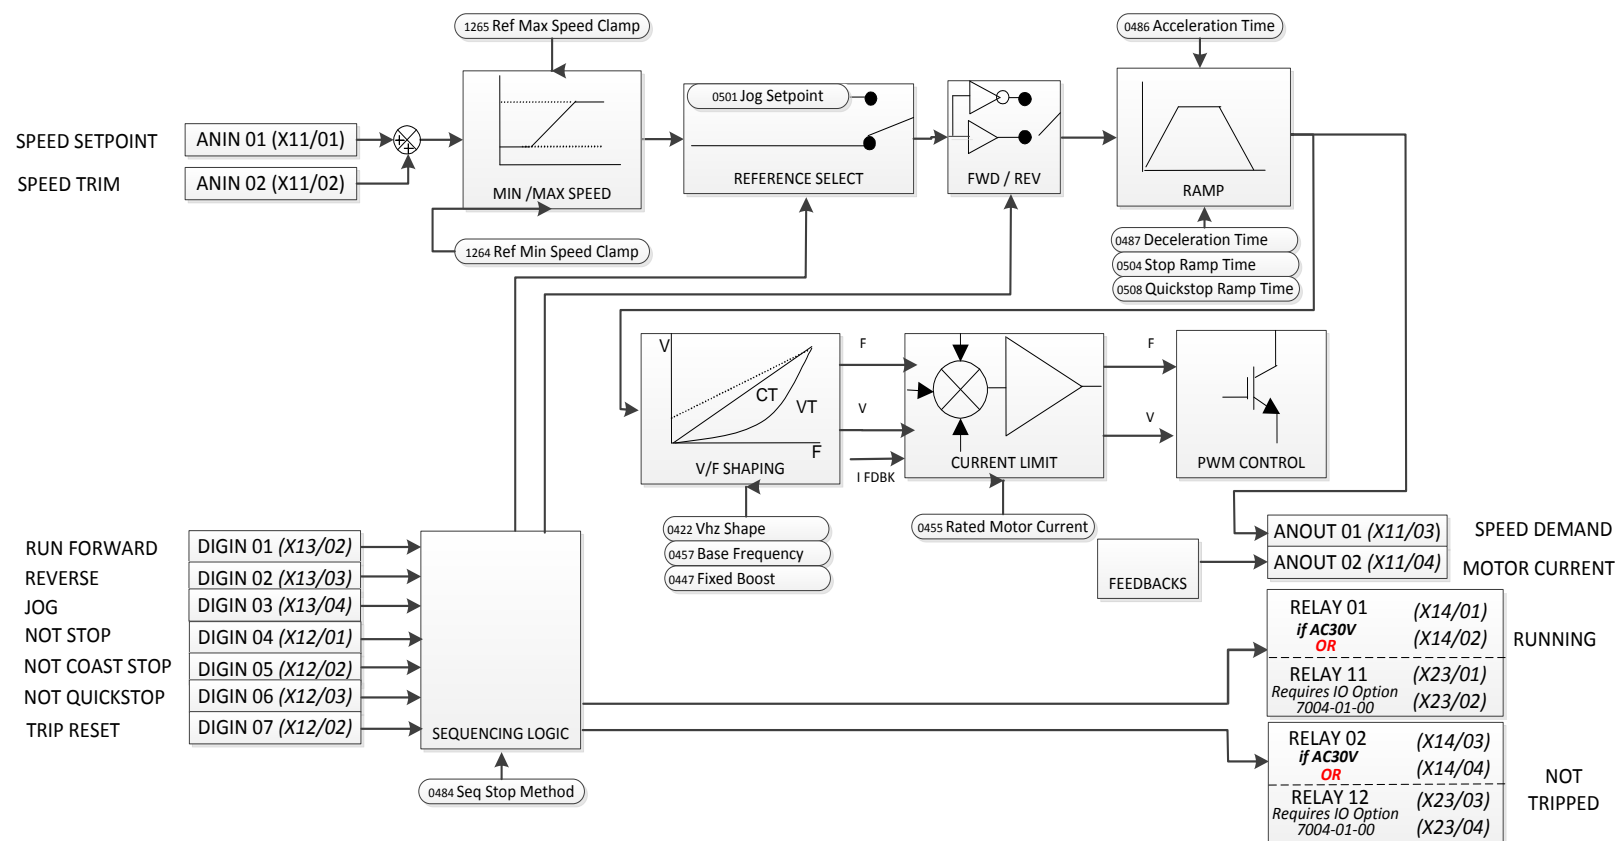 1265 Ref Max Speed Clamp
0486 Acceleration Time
0501 Jog Setpoint
SPEED SETPOINT
ANIN 01 (X11/01)
+
+
SPEED TRIM
ANIN 02 (X11/02)
MIN /MAX SPEED
REFERENCE SELECT
FWD / REV
RAMP
1264 Ref Min Speed Clamp
0487 Deceleration Time
0504 Stop Ramp Time
0508 Quickstop Ramp Time
V
CT
VT
F
V/F SHAPING
F
V
I FDBK
CURRENT LIMIT
F
V
PWM CONTROL
0422 Vhz Shape
0457 Base Frequency
0447 Fixed Boost
0455 Rated Motor Current
FEEDBACKS
ANOUT 01 (X11/03)
SPEED DEMAND
ANOUT 02 (X11/04)
MOTOR CURRENT
RUN FORWARD
DIGIN 01 (X13/02)
REVERSE
DIGIN 02 (X13/03)
JOG
DIGIN 03 (X13/04)
NOT STOP
DIGIN 04 (X12/01)
NOT COAST STOP
DIGIN 05 (X12/02)
NOT QUICKSTOP
DIGIN 06 (X12/03)
TRIP RESET
DIGIN 07 (X12/02)
SEQUENCING LOGIC
0484 Seq Stop Method
RELAY 01
if AC30V
OR
(X14/01)
(X14/02)
RELAY 11
Requires IO Option
7004-01-00
(X23/01)
(X23/02)
RUNNING
RELAY 02
if AC30V
OR
(X14/03)
(X14/04)
RELAY 12
Requires IO Option
7004-01-00
(X23/03)
(X23/04)
NOT
TRIPPED